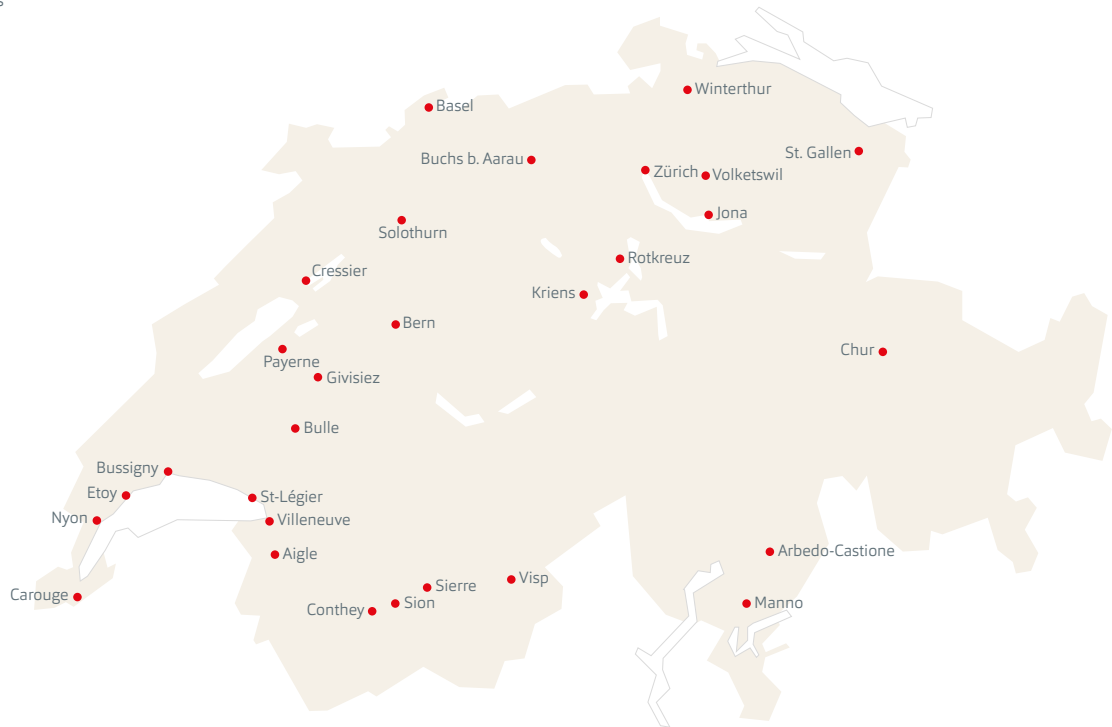 Winterthur
Basel
St. Gallen
Buchs b. Aarau
Zürich
Volketswil
Jona
Solothurn
Rotkreuz
Cressier
Kriens
Bern
Chur
Payerne
Givisiez
Bulle
Bussigny
Etoy
St-Légier
Nyon
Villeneuve
Arbedo-Castione
Aigle
Visp
Sierre
Carouge
Sion
Manno
Conthey